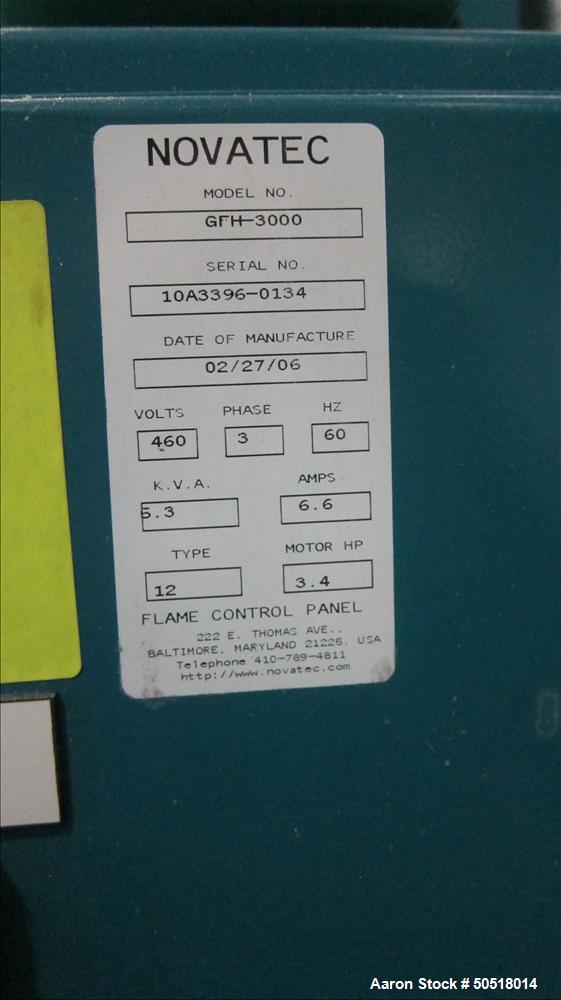 NOVATEC
MODEL NO.
GFH-3000
SERIAL NO.
10A3396-0134
DATE OF MANUFACTURE
02/27/06
VOLTS PHASE HZ
460 3 60
K.V.A. AMPS
5.3 6.6
TYPE MOTOR HP
12 3.4
FLAME CONTROL PANEL
222 E. THOMAS AVE..
BALTIMORE, MARYLAND 21225, USA
Telephone 410-789-4811
http://www.novatec.com
Aaron Stock # 50518014